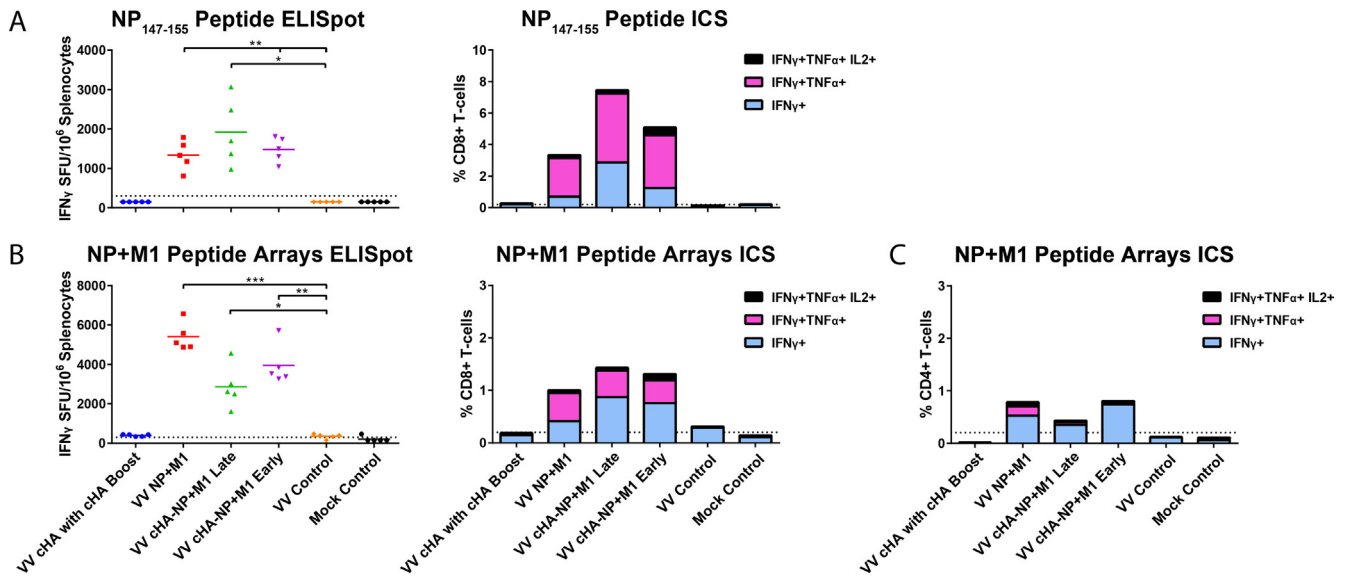 A
NP147-155 Peptide ELISpot
IFNγ SFU/10^6 Splenocytes
4000
3000
2000
1000
0
**
*
NP147-155 Peptide ICS
% CD8+ T-cells
10
8
6
4
2
0
IFNγ+TNFα+ IL2+
IFNγ+TNFα+
IFNγ+
B
NP+M1 Peptide Arrays ELISpot
IFNγ SFU/10^6 Splenocytes
8000
6000
4000
2000
0
***
**
*
VV cHA with cHA Boost
VV NP+M1
VV cHA-NP+M1 Late
VV cHA-NP+M1 Early
VV Control
Mock Control
NP+M1 Peptide Arrays ICS
% CD8+ T-cells
3
2
1
0
IFNγ+TNFα+ IL2+
IFNγ+TNFα+
IFNγ+
VV cHA with cHA Boost
VV NP+M1
VV cHA-NP+M1 Late
VV cHA-NP+M1 Early
VV Control
Mock Control
C
NP+M1 Peptide Arrays ICS
% CD4+ T-cells
3
2
1
0
IFNγ+TNFα+ IL2+
IFNγ+TNFα+
IFNγ+
VV cHA with cHA Boost
VV NP+M1
VV cHA-NP+M1 Late
VV cHA-NP+M1 Early
VV Control
Mock Control